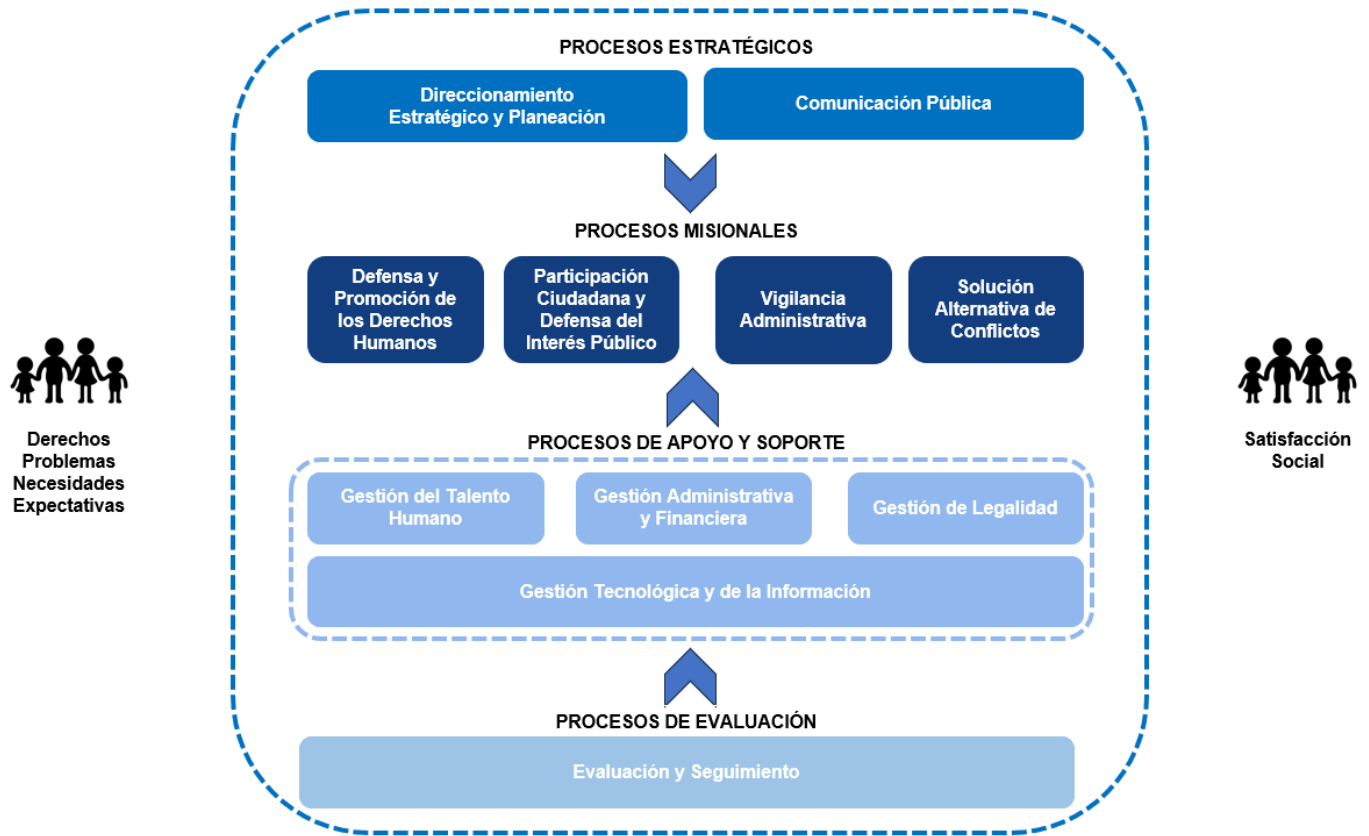 PROCESOS ESTRATÉGICOS
Direccionamiento
Estratégico y Planeación
Comunicación Pública
PROCESOS MISIONALES
Defensa y
Promoción de
los Derechos
Humanos
Participación
Ciudadana y
Defensa del
Interés Público
Vigilancia
Administrativa
Solución
Alternativa de
Conflictos
Derechos
Problemas
Necesidades
Expectativas
Satisfacción
Social
PROCESOS DE APOYO Y SOPORTE
Gestión del Talento
Humano
Gestión Administrativa
y Financiera
Gestión de Legalidad
Gestión Tecnológica y de la Información
PROCESOS DE EVALUACIÓN
Evaluación y Seguimiento